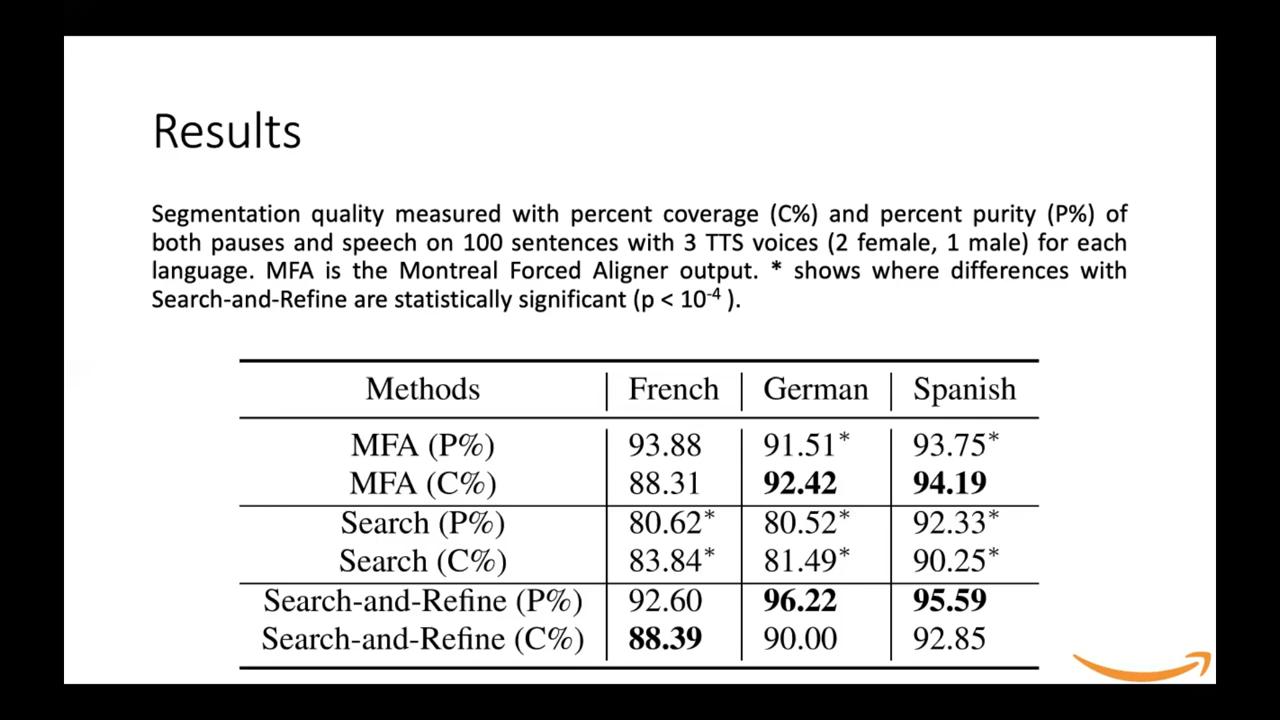 Results
Segmentation quality measured with percent coverage (C%) and percent purity (P%) of
both pauses and speech on 100 sentences with 3 TTS voices (2 female, 1 male) for each
language. MFA is the Montreal Forced Aligner output. * shows where differences with
Search-and-Refine are statistically significant (p < 10-4 ).
Methods French German Spanish
MFA (P%) 93.88 91.51* 93.75*
MFA (C%) 88.31 92.42 94.19
Search (P%) 80.62* 80.52* 92.33*
Search (C%) 83.84* 81.49* 90.25*
Search-and-Refine (P%) 92.60 96.22 95.59
Search-and-Refine (C%) 88.39 90.00 92.85